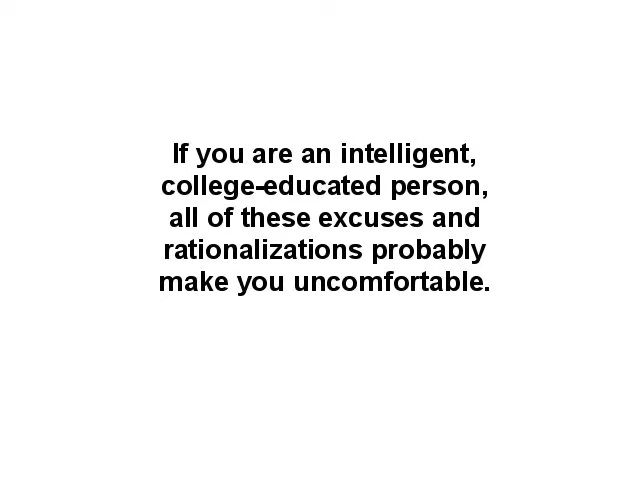 If you are an intelligent,
college-educated person,
all of these excuses and
rationalizations probably
make you uncomfortable.